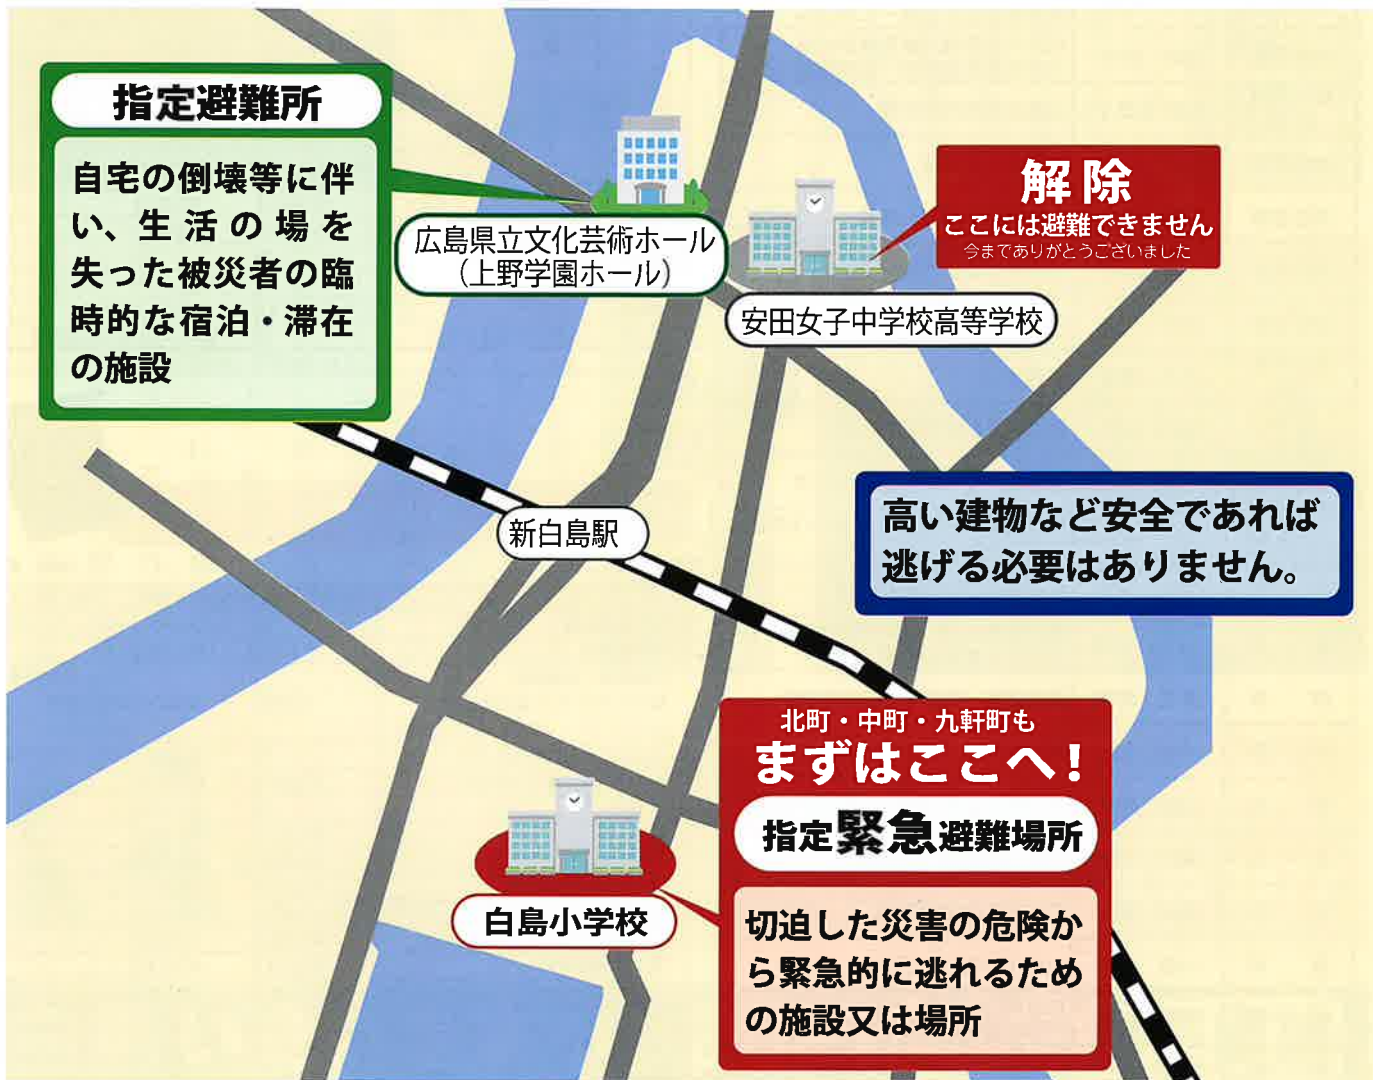 指定避難所
自宅の倒壊等に伴
い、生活の場を
失った被災者の臨
時的な宿泊・滞在
の施設
広島県立文化芸術ホール
（上野学園ホール）
解除
ここには避難できません
今までありがとうございました
安田女子中学校高等学校
新白島駅
高い建物など安全であれば
逃げる必要はありません。
北町・中町・九軒町も
まずはここへ！
指定緊急避難場所
切迫した災害の危険か
ら緊急的に逃れるため
の施設又は場所
白島小学校